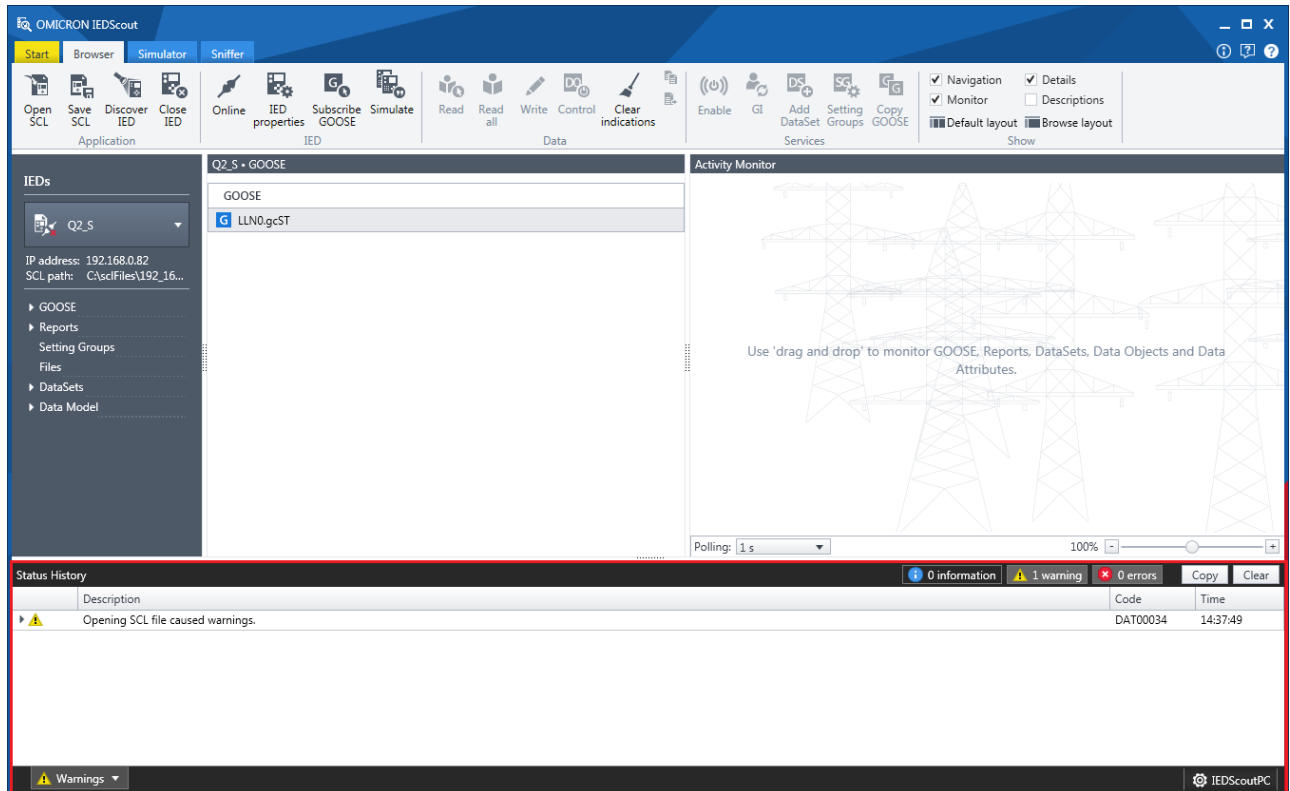 OMICRON IEDScout
Start Browser Simulator Sniffer
Open SCL Save SCL Discover IED Close IED
Application
Online IED properties Subscribe GOOSE Simulate
IED
Read Read all Write Control Clear indications
Data
Enable GI Add DataSet Setting Groups Copy GOOSE
Services
Navigation Details
Monitor Descriptions
Default layout Browse layout
Show
IEDs
Q2_S
IP address: 192.168.0.82
SCL path: C:\sclFiles\192_16...
GOOSE
Reports
Setting Groups
Files
DataSets
Data Model
Q2_S • GOOSE
GOOSE
G LLN0.gcST
Activity Monitor
Use 'drag and drop' to monitor GOOSE, Reports, DataSets, Data Objects and Data
Attributes.
Polling: 1 s 100% - +
Status History 0 information 1 warning 0 errors Copy Clear
Description Code Time
Opening SCL file caused warnings. DAT00034 14:37:49
Warnings IEDScoutPC